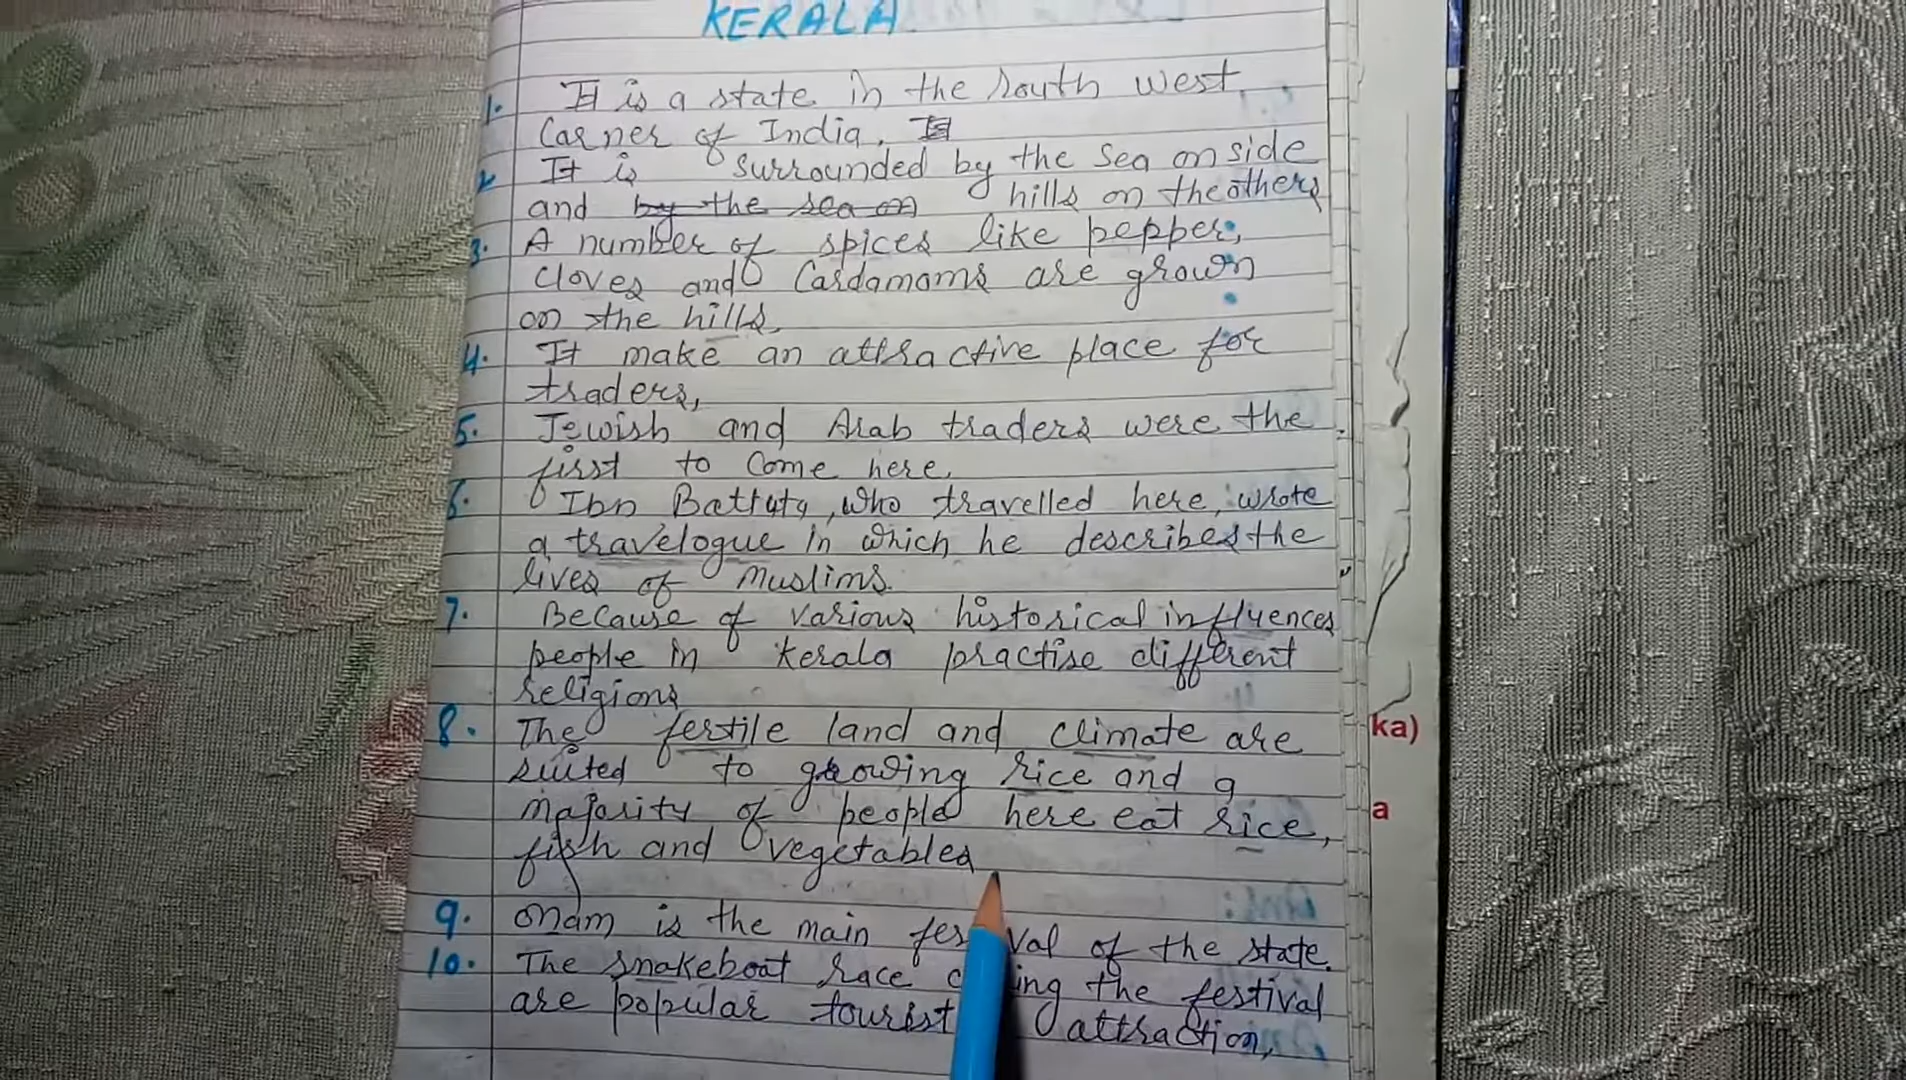 KERALA
1. It is a state in the south west
Corner of India.
2. It is surrounded by the sea on side
and by the sea on hills on the others
3. A number of spices like pepper,
cloves and Cardamoms are grown
on the hills.
4. It make an attractive place for
traders,
5. Jewish and Arab traders were the
first to come here.
6. Ibn Battuta, who travelled here, wrote
a travelogue in which he describes the
lives of muslims.
7. Because of various historical influences
people in kerala practise different
religions
8. The fertile land and climate are
suited to growing rice and a
majority of people here eat rice,
fish and vegetables
9. onam is the main of the state.
10. The snakeboat race the festival
are popular tourist attraction,
ka)
a